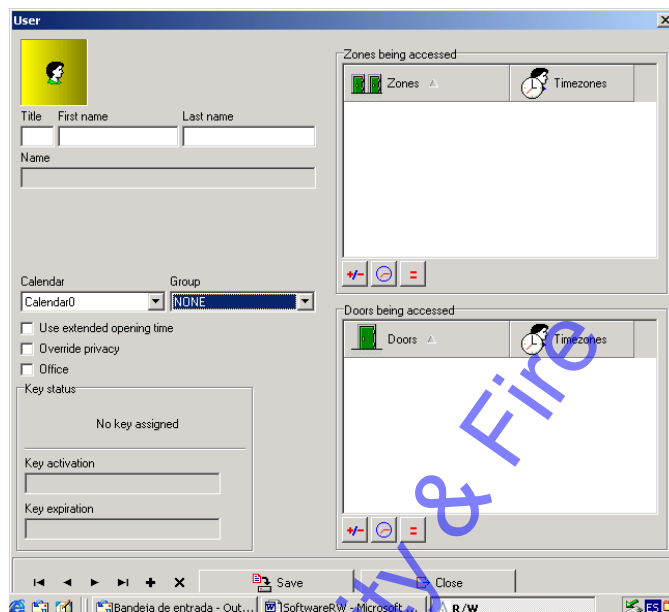 User
Zones being accessed
Zones
Timezones
Title First name Last name
Name
Calendar Group
Calendar0 NONE
Use extended opening time
Override privacy
Office
Key status
No key assigned
Key activation
Key expiration
Doors being accessed
Doors
Timezones
Save
Close
Bandeja de entrada - Out... SoftwareRW - Microsoft ... R/W ES
ity & Fire